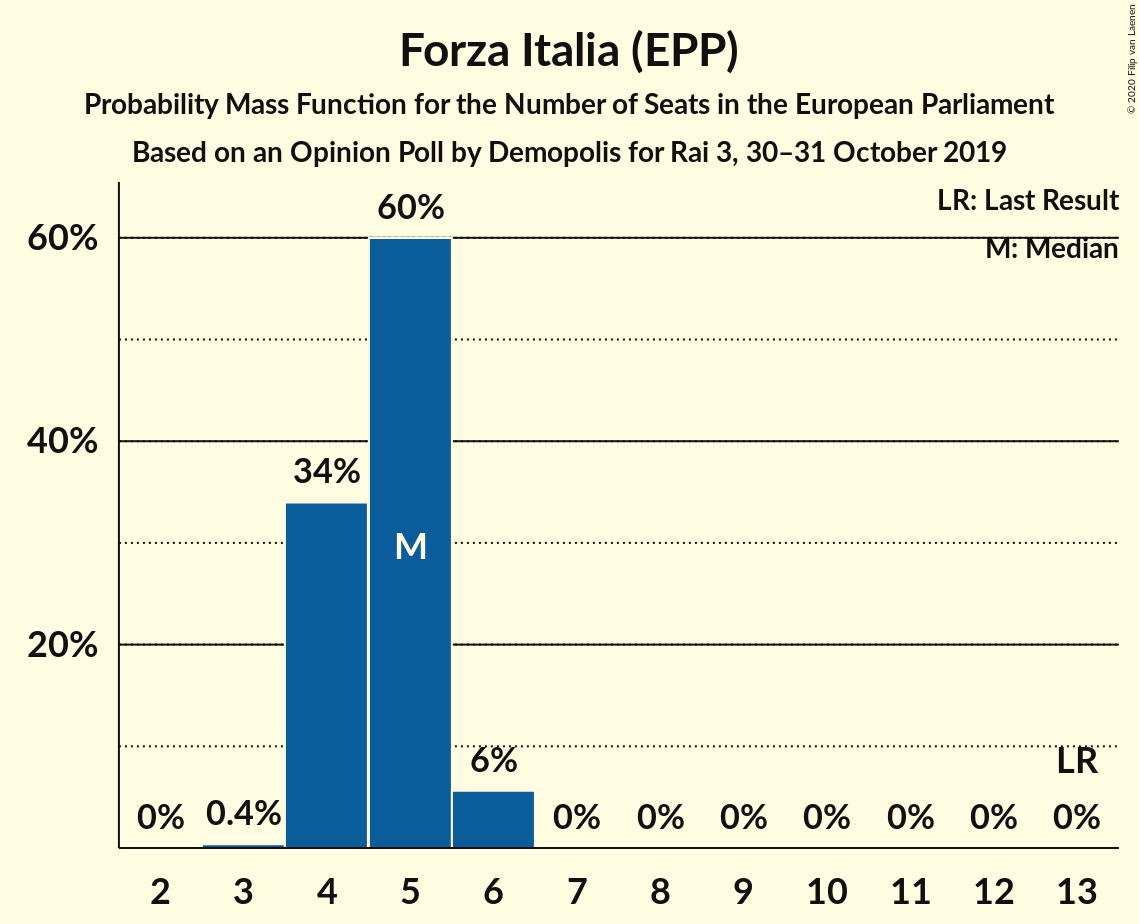 Forza Italia (EPP)
Probability Mass Function for the Number of Seats in the European Parliament
Based on an Opinion Poll by Demopolis for Rai 3, 30–31 October 2019
© 2020 Filip van Laenen
LR: Last Result
M: Median
60%
40%
20%
0%
0.4%
34%
60%
M
6%
0%
0%
0%
0%
0%
0%
LR
0%
2 3 4 5 6 7 8 9 10 11 12 13